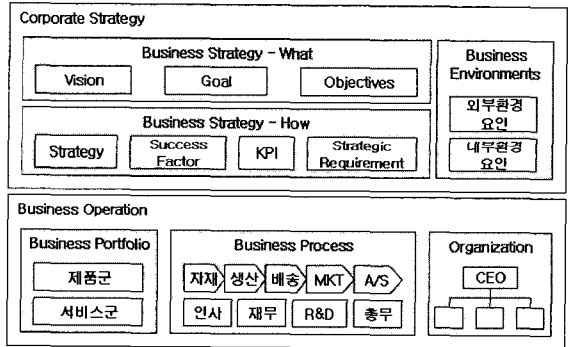 Corporate Strategy
Business Strategy - What
Vision
Goal
Objectives
Business Strategy - How
Strategy
Success
Factor
KPI
Strategic
Requirement
Business
Environments
외부환경
요인
내부환경
요인
Business Operation
Business Portfolio
제품군
서비스군
Business Process
자재
생산
배송
MKT
A/S
인사
재무
R&D
총무
Organization
CEO